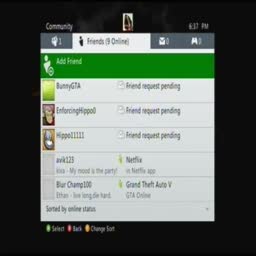 Community
6:37 PM
1
Friends (9 Online)
0
0
Add Friend
BunnyGTA
Friend request pending
EnforcingHippo0
Friend request pending
Hippo11111
Friend request pending
avik123
Netflix
kiva - My mood is the party!
in Netflix app
Blur Champ100
Grand Theft Auto V
Ethan - live long,die hard.
GTA Online
Sorted by online status
A Select
B Back
Y Change Sort